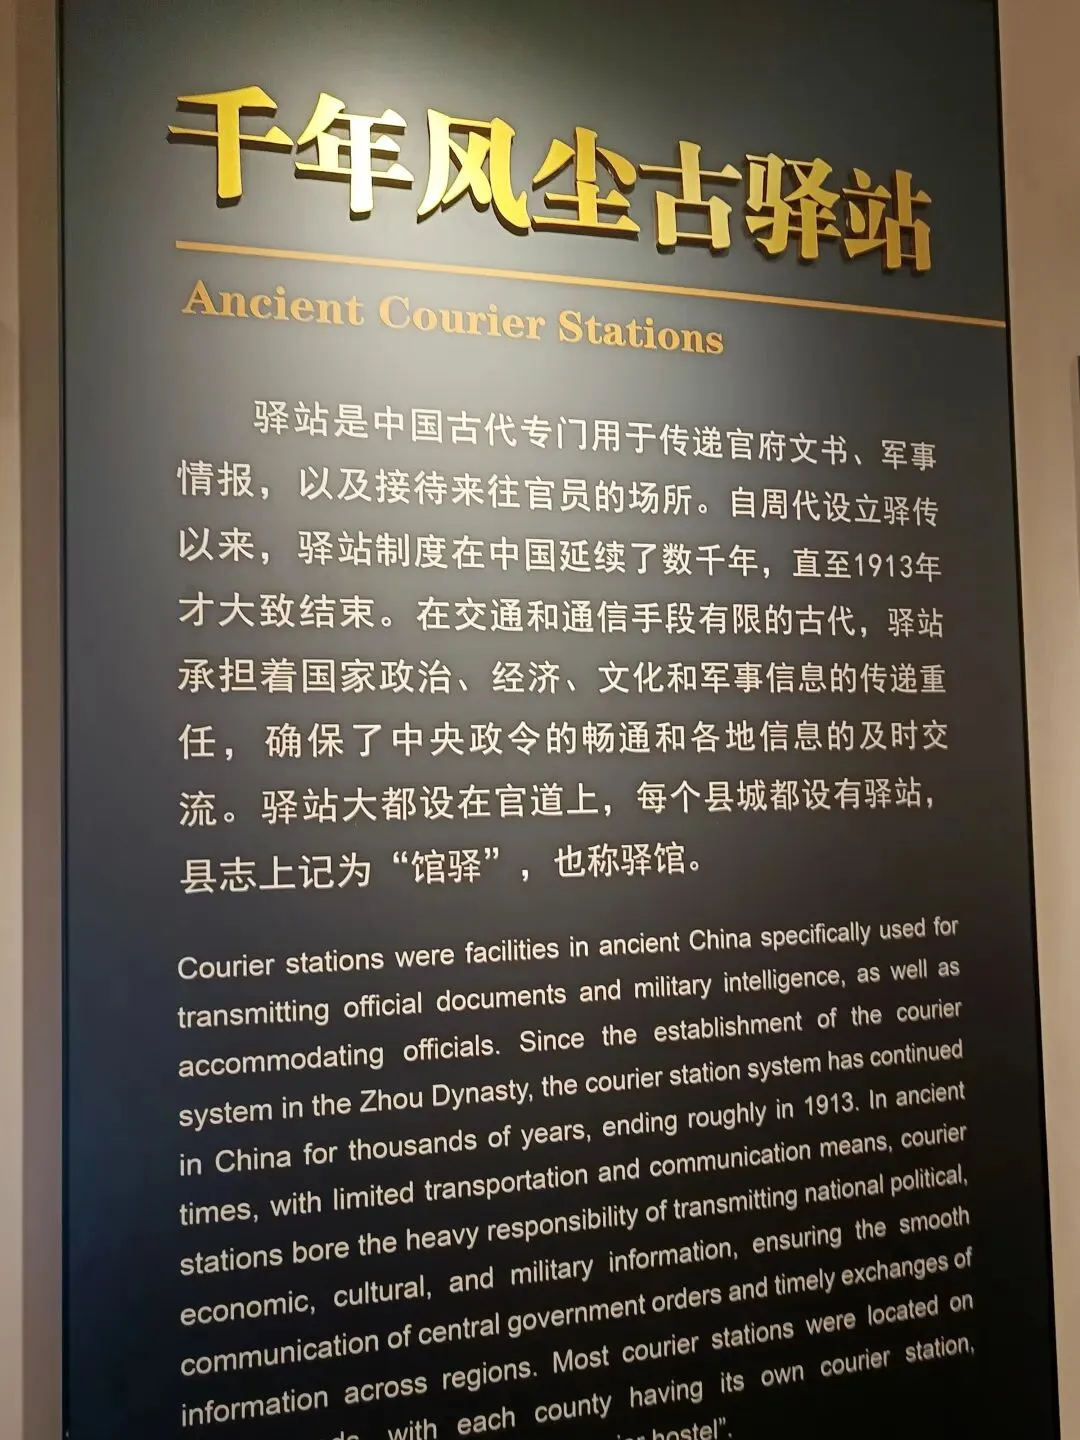 千年风尘古驿站
Ancient Courier Stations
驿站是中国古代专门用于传递官府文书、军事
情报，以及接待来往官员的场所。自周代设立驿传
以来，驿站制度在中国延续了数千年，直至1913年
才大致结束。在交通和通信手段有限的古代，驿站
承担着国家政治、经济、文化和军事信息的传递重
任，确保了中央政令的畅通和各地信息的及时交
流。驿站大都设在官道上，每个县城都设有驿站，
县志上记为“馆驿”，也称驿馆。
Courier stations were facilities in ancient China specifically used for
transmitting official documents and military intelligence, as well as
accommodating officials. Since the establishment of the courier
system in the Zhou Dynasty, the courier station system has continued
in China for thousands of years, ending roughly in 1913. In ancient
times, with limited transportation and communication means, courier
stations bore the heavy responsibility of transmitting national political,
economic, cultural, and military information, ensuring the smooth
communication of central government orders and timely exchanges of
information across regions. Most courier stations were located on
with each county having its own courier station,
hostel”.